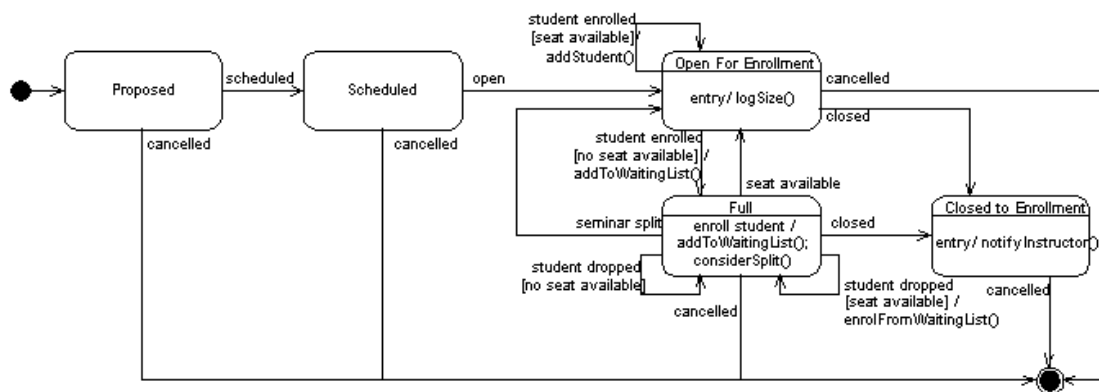 student enrolled
[seat available] /
addStudent()
Proposed
scheduled
Scheduled
open
Open For Enrollment
entry/ logSize()
cancelled
closed
cancelled
cancelled
student enrolled
[no seat available] /
addToWaitingList()
seat available
Full
enroll student /
addToWaitingList();
considerSplit()
seminar split
closed
Closed to Enrollment
entry/ notifyInstructor()
student dropped
[no seat available]
cancelled
student dropped
[seat available] /
enrolFromWaitingList()
cancelled